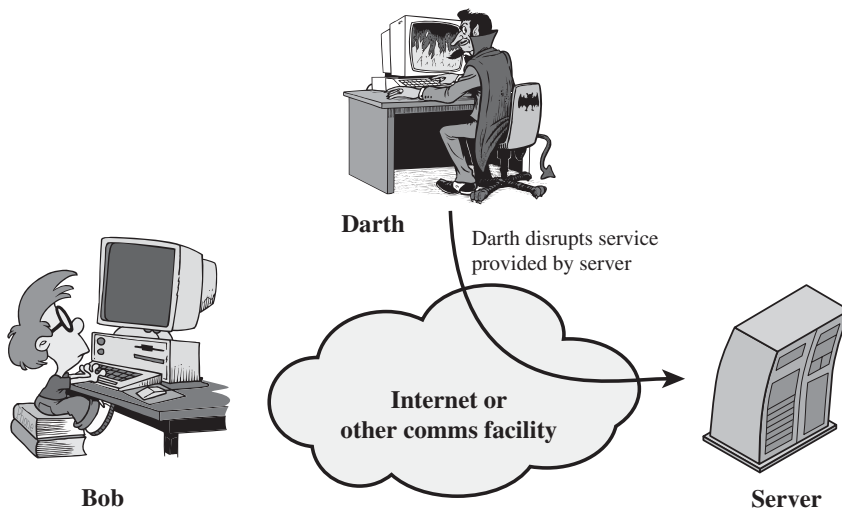 Darth
Darth disrupts service
provided by server
Internet or
other comms facility
Bob
Server